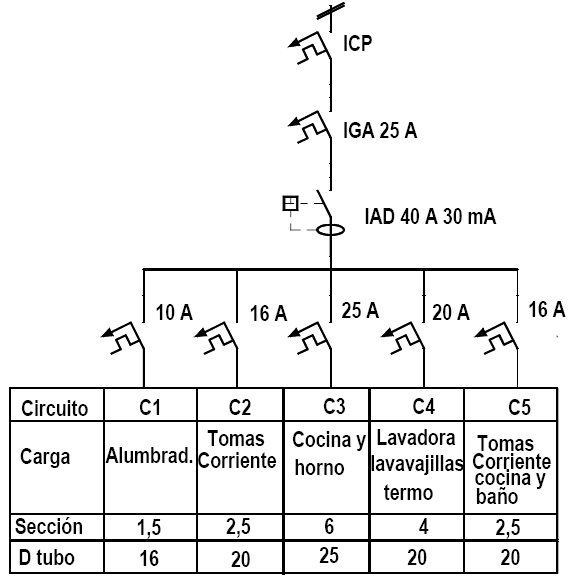 ICP
IGA 25 A
IAD 40 A 30 mA
10 A
16 A
25 A
20 A
16 A
Circuito C1 C2 C3 C4 C5
Carga
Alumbrad.
Tomas
Corriente
Cocina y
horno
Lavadora
lavavajillas
termo
Tomas
Corriente
cocina y
baño
Sección 1,5 2,5 6 4 2,5
D tubo 16 20 25 20 20